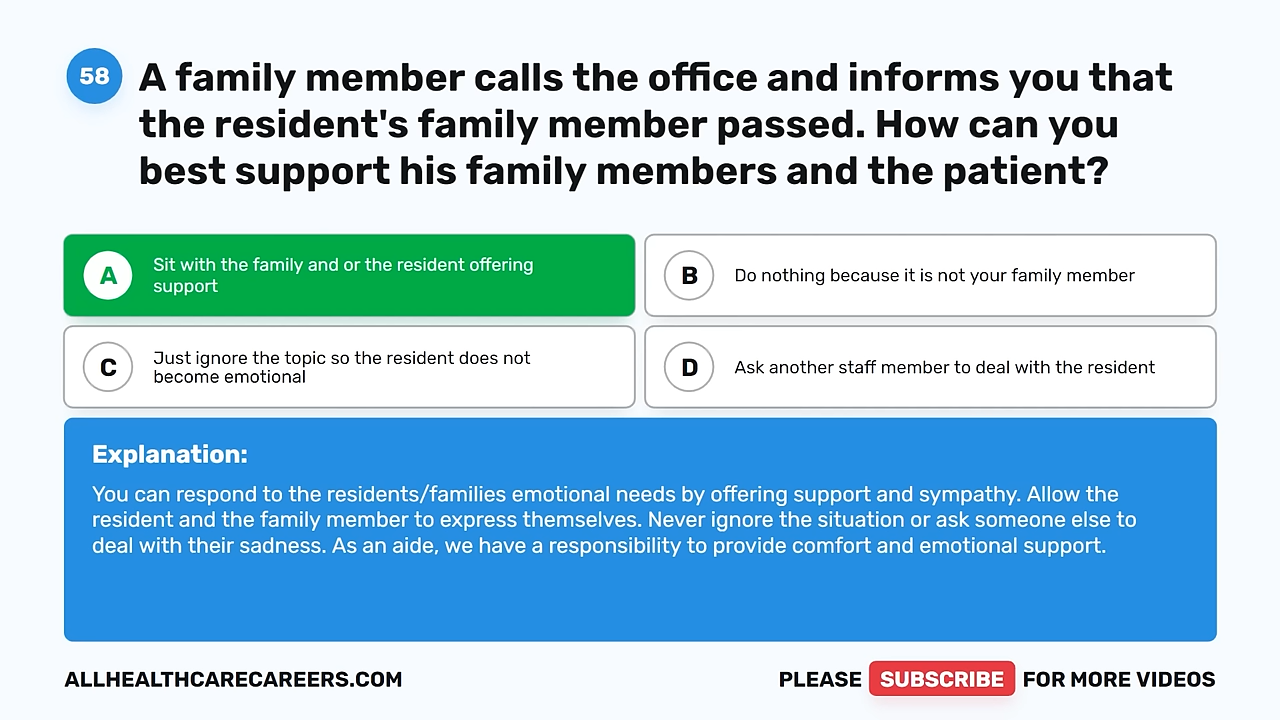 58
A family member calls the office and informs you that
the resident's family member passed. How can you
best support his family members and the patient?
A
Sit with the family and or the resident offering
support
B
Do nothing because it is not your family member
C
Just ignore the topic so the resident does not
become emotional
D
Ask another staff member to deal with the resident
Explanation:
You can respond to the residents/families emotional needs by offering support and sympathy. Allow the
resident and the family member to express themselves. Never ignore the situation or ask someone else to
deal with their sadness. As an aide, we have a responsibility to provide comfort and emotional support.
ALLHEALTHCARECAREERS.COM
PLEASE SUBSCRIBE FOR MORE VIDEOS